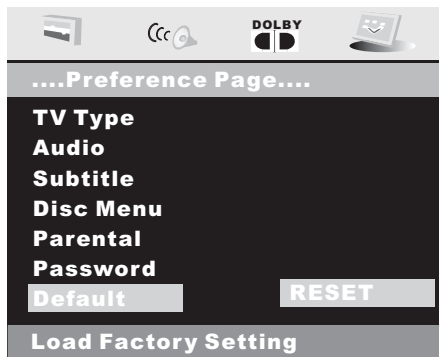 DOLBY
....Preference Page....
TV Type
Audio
Subtitle
Disc Menu
Parental
Password
Default RESET
Load Factory Setting